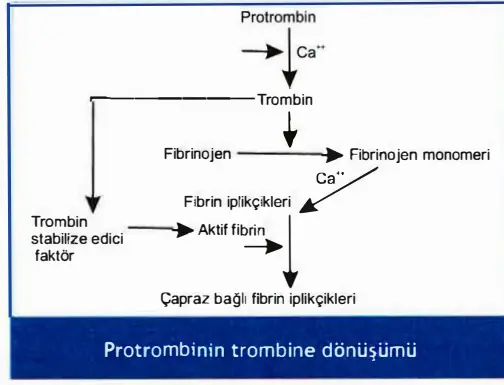 Protrombin
Ca⁺⁺
Trombin
Fibrinojen
Fibrinojen monomeri
Ca⁺⁺
Fibrin iplikçikleri
Trombin
stabilize edici
faktör
Aktif fibrin
Çapraz bağlı fibrin iplikçikleri
Protrombinin trombine dönüşümü